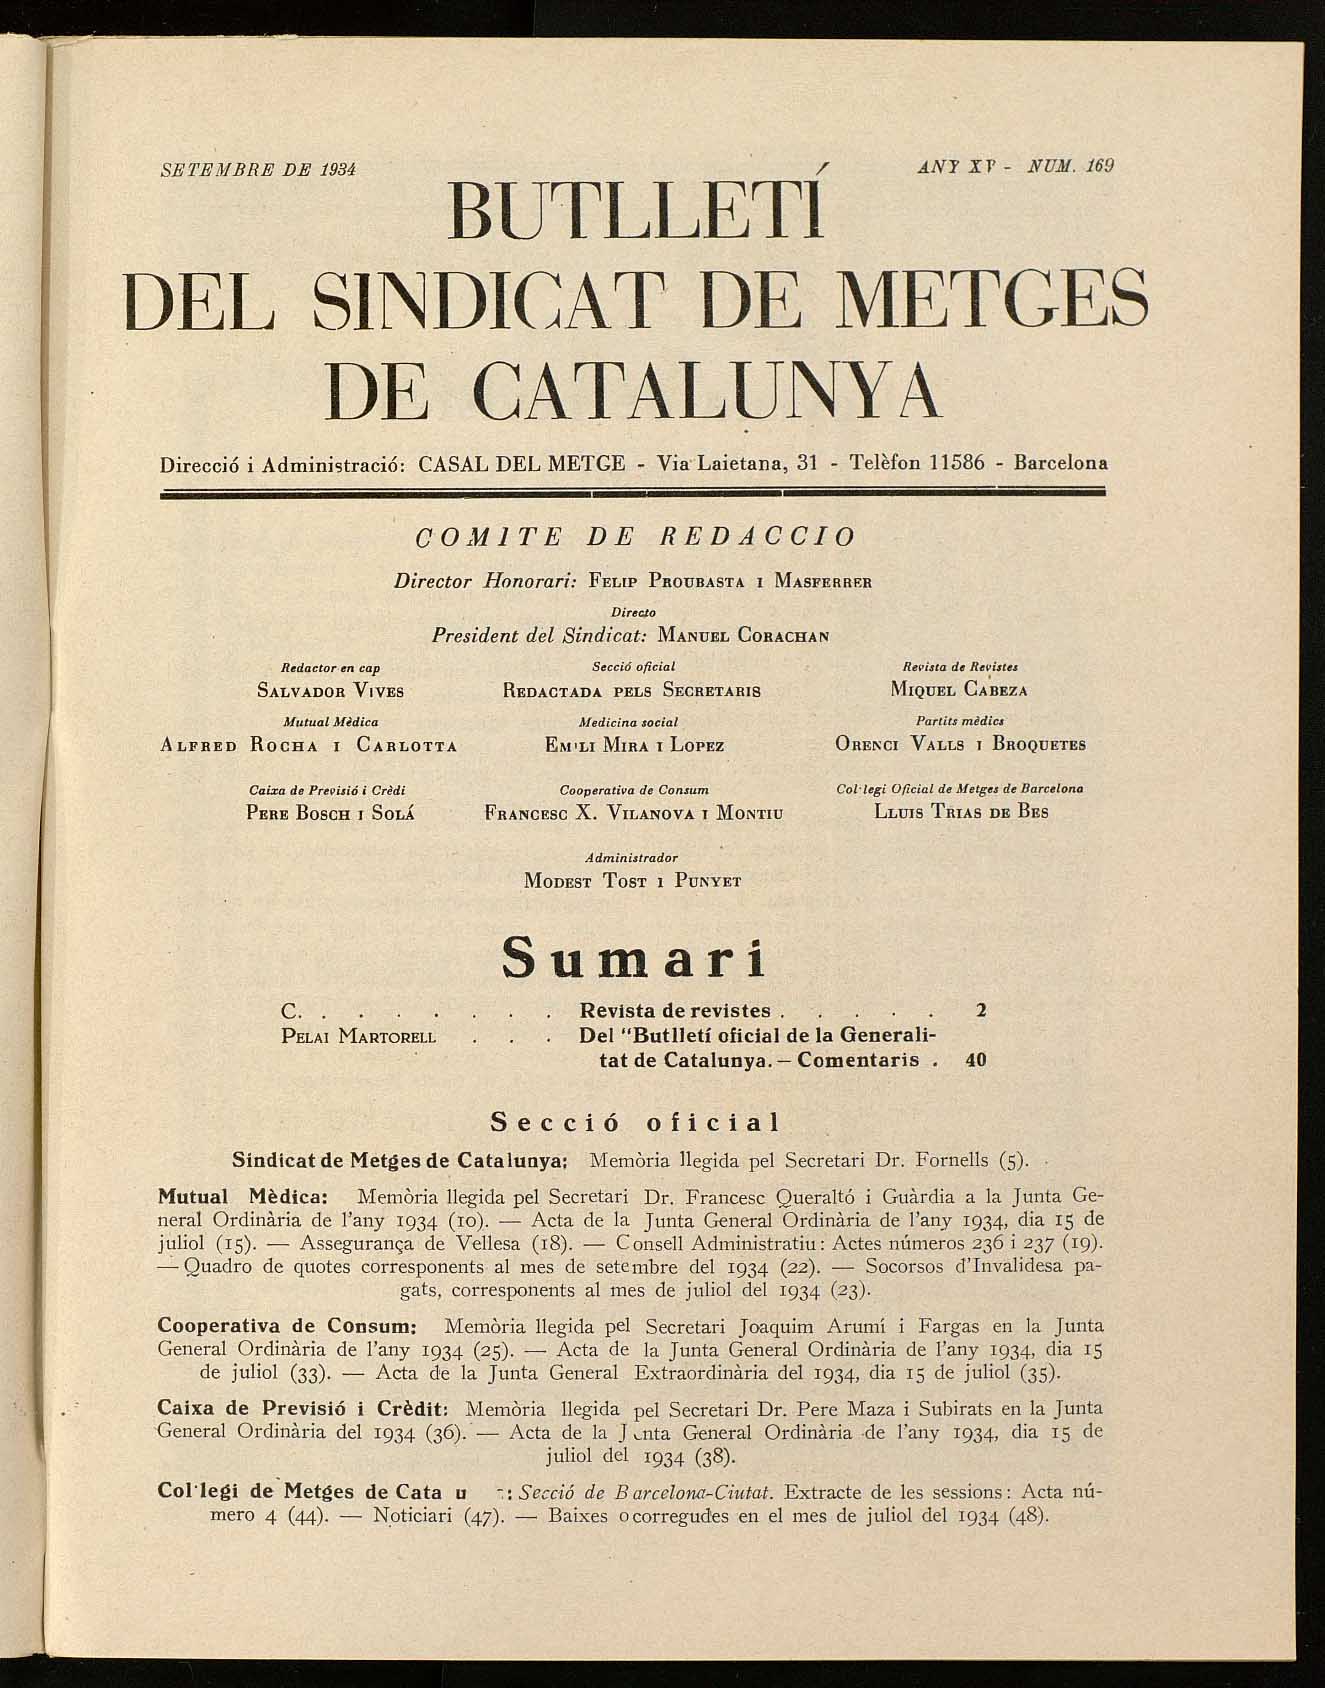 SETEMBRE DE 1934
ANY XV - NUM. 169
BUTLLETÍ
DEL SINDICAT DE METGES
DE CATALUNYA
Direcció i Administració: CASAL DEL METGE - Via Laietana, 31 - Telèfon 11586 - Barcelona
COMITE DE REDACCIO
Director Honorari: FELIP PROUBASTA I MASFERRER
Directo
President del Sindicat: MANUEL CORACHAN
Redactor en cap
Secció oficial
Revista de Revistes
SALVADOR VIVES
REDACTADA PELS SECRETARIS
MIQUEL CABEZA
Mutual Mèdica
Medicina social
Partits mèdics
ALFRED ROCHA I CARLOTTA
EMILI MIRA I LOPEZ
ORENCI VALLS I BROQUETES
Caixa de Previsió i Crèdi
Cooperativa de Consum
Col·legi Oficial de Metges de Barcelona
PERE BOSCH I SOLÁ
FRANCESC X. VILANOVA I MONTIU
LLUIS TRIAS DE BES
Administrador
MODEST TOST I PUNYET
Sumari
C. . . . . . . . Revista de revistes . . . . . 2
PELAI MARTORELL . . . Del "Butlletí oficial de la Generali-
tat de Catalunya. — Comentaris . 40
Secció oficial
Sindicat de Metges de Catalunya: Memòria llegida pel Secretari Dr. Fornells (5).
Mutual Mèdica: Memòria llegida pel Secretari Dr. Francesc Queraltó i Guàrdia a la Junta Ge-
neral Ordinària de l'any 1934 (10). — Acta de la Junta General Ordinària de l'any 1934, dia 15 de
juliol (15). — Assegurança de Vellesa (18). — Consell Administratiu: Actes números 236 i 237 (19).
— Quadro de quotes corresponents al mes de setembre del 1934 (22). — Socorsos d'Invalidesa pa-
gats, corresponents al mes de juliol del 1934 (23).
Cooperativa de Consum: Memòria llegida pel Secretari Joaquim Arumí i Fargas en la Junta
General Ordinària de l'any 1934 (25). — Acta de la Junta General Ordinària de l'any 1934, dia 15
de juliol (33). — Acta de la Junta General Extraordinària del 1934, dia 15 de juliol (35).
Caixa de Previsió i Crèdit: Memòria llegida pel Secretari Dr. Pere Maza i Subirats en la Junta
General Ordinària del 1934 (36). — Acta de la Junta General Ordinària de l'any 1934, dia 15 de
juliol del 1934 (38).
Col·legi de Metges de Cata u : Secció de Barcelona-Ciutat. Extracte de les sessions: Acta nú-
mero 4 (44). — Noticiari (47). — Baixes ocorregudes en el mes de juliol del 1934 (48).